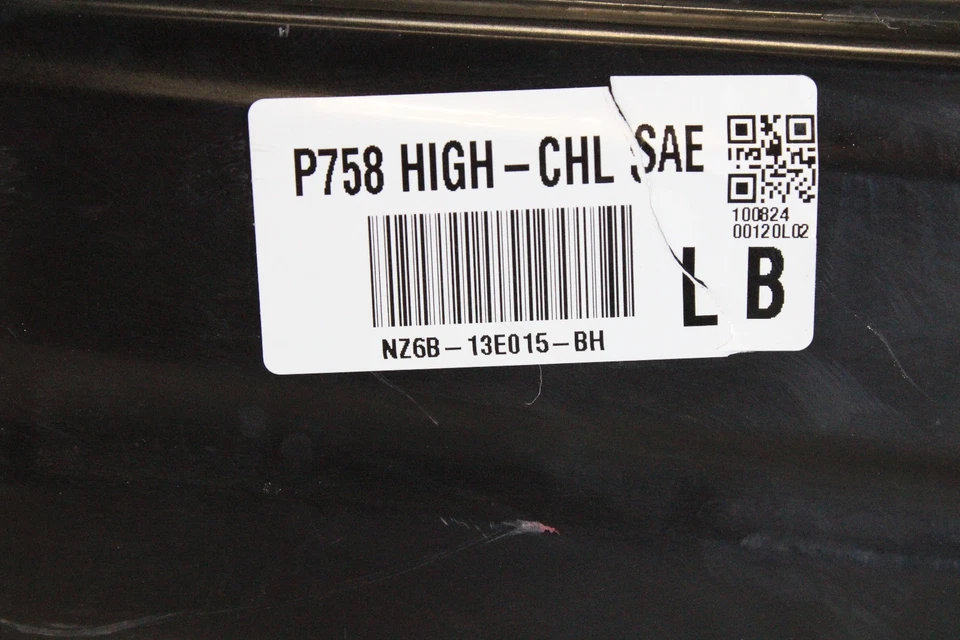 P758 HIGH-CHL SAE
100824
00120L02
L B
NZ6B-13E015-BH